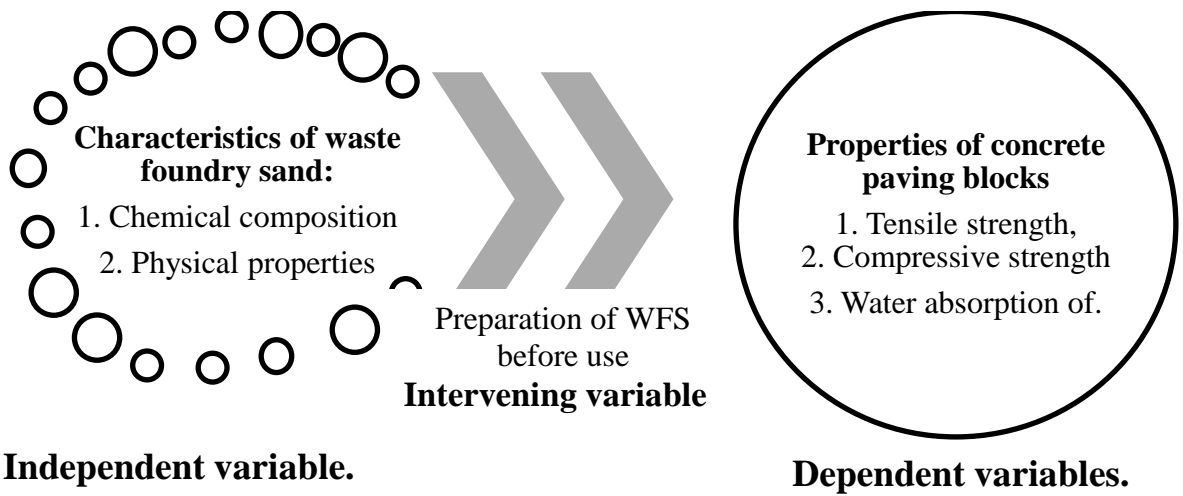 Characteristics of waste
foundry sand:
1. Chemical composition
2. Physical properties
Preparation of WFS
before use
Intervening variable
Properties of concrete
paving blocks
1. Tensile strength,
2. Compressive strength
3. Water absorption of.
Independent variable.
Dependent variables.